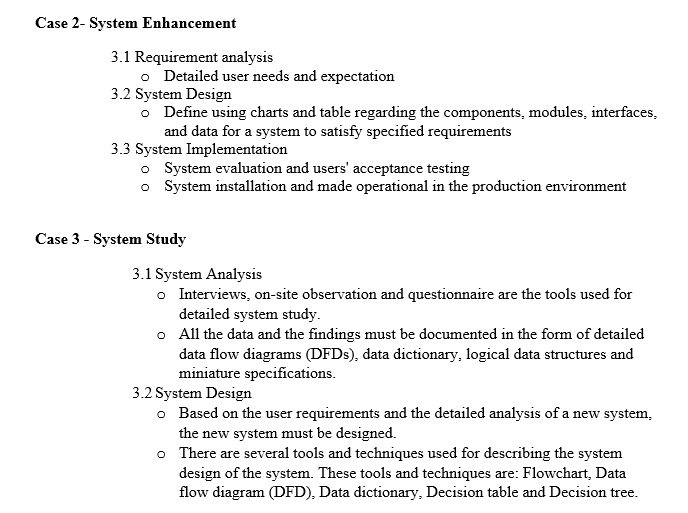 Case 2- System Enhancement
3.1 Requirement analysis
o Detailed user needs and expectation
3.2 System Design
o Define using charts and table regarding the components, modules, interfaces,
and data for a system to satisfy specified requirements
3.3 System Implementation
o System evaluation and users' acceptance testing
o System installation and made operational in the production environment
Case 3 - System Study
3.1 System Analysis
o Interviews, on-site observation and questionnaire are the tools used for
detailed system study.
o All the data and the findings must be documented in the form of detailed
data flow diagrams (DFDs), data dictionary, logical data structures and
miniature specifications.
3.2 System Design
o Based on the user requirements and the detailed analysis of a new system,
the new system must be designed.
o There are several tools and techniques used for describing the system
design of the system. These tools and techniques are: Flowchart, Data
flow diagram (DFD), Data dictionary, Decision table and Decision tree.